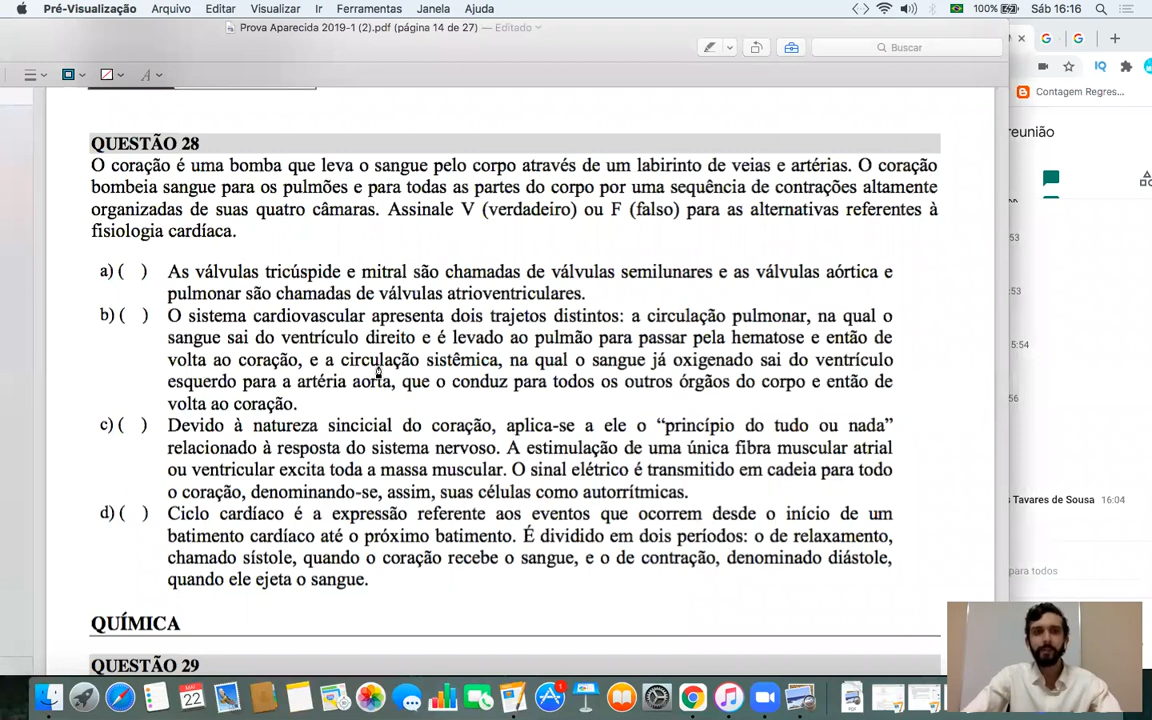 Pré-Visualização Arquivo Editar Visualizar Ir Ferramentas Janela Ajuda 100% Sáb 16:16
Prova Aparecida 2019-1 (2).pdf (página 14 de 27) — Editado
Buscar
Contagem Regres...
QUESTÃO 28
O coração é uma bomba que leva o sangue pelo corpo através de um labirinto de veias e artérias. O coração
bombeia sangue para os pulmões e para todas as partes do corpo por uma sequência de contrações altamente
organizadas de suas quatro câmaras. Assinale V (verdadeiro) ou F (falso) para as alternativas referentes à
fisiologia cardíaca.
a) ( ) As válvulas tricúspide e mitral são chamadas de válvulas semilunares e as válvulas aórtica e
pulmonar são chamadas de válvulas atrioventriculares.
b) ( ) O sistema cardiovascular apresenta dois trajetos distintos: a circulação pulmonar, na qual o
sangue sai do ventrículo direito e é levado ao pulmão para passar pela hematose e então de
volta ao coração, e a circulação sistêmica, na qual o sangue já oxigenado sai do ventrículo
esquerdo para a artéria aorta, que o conduz para todos os outros órgãos do corpo e então de
volta ao coração.
c) ( ) Devido à natureza sincicial do coração, aplica-se a ele o “princípio do tudo ou nada”
relacionado à resposta do sistema nervoso. A estimulação de uma única fibra muscular atrial
ou ventricular excita toda a massa muscular. O sinal elétrico é transmitido em cadeia para todo
o coração, denominando-se, assim, suas células como autorrítmicas.
d) ( ) Ciclo cardíaco é a expressão referente aos eventos que ocorrem desde o início de um
batimento cardíaco até o próximo batimento. É dividido em dois períodos: o de relaxamento,
chamado sístole, quando o coração recebe o sangue, e o de contração, denominado diástole,
quando ele ejeta o sangue.
QUÍMICA
QUESTÃO 29
reunião
:53
5:54
s Tavares de Sousa 16:04
para todos
MAY
22